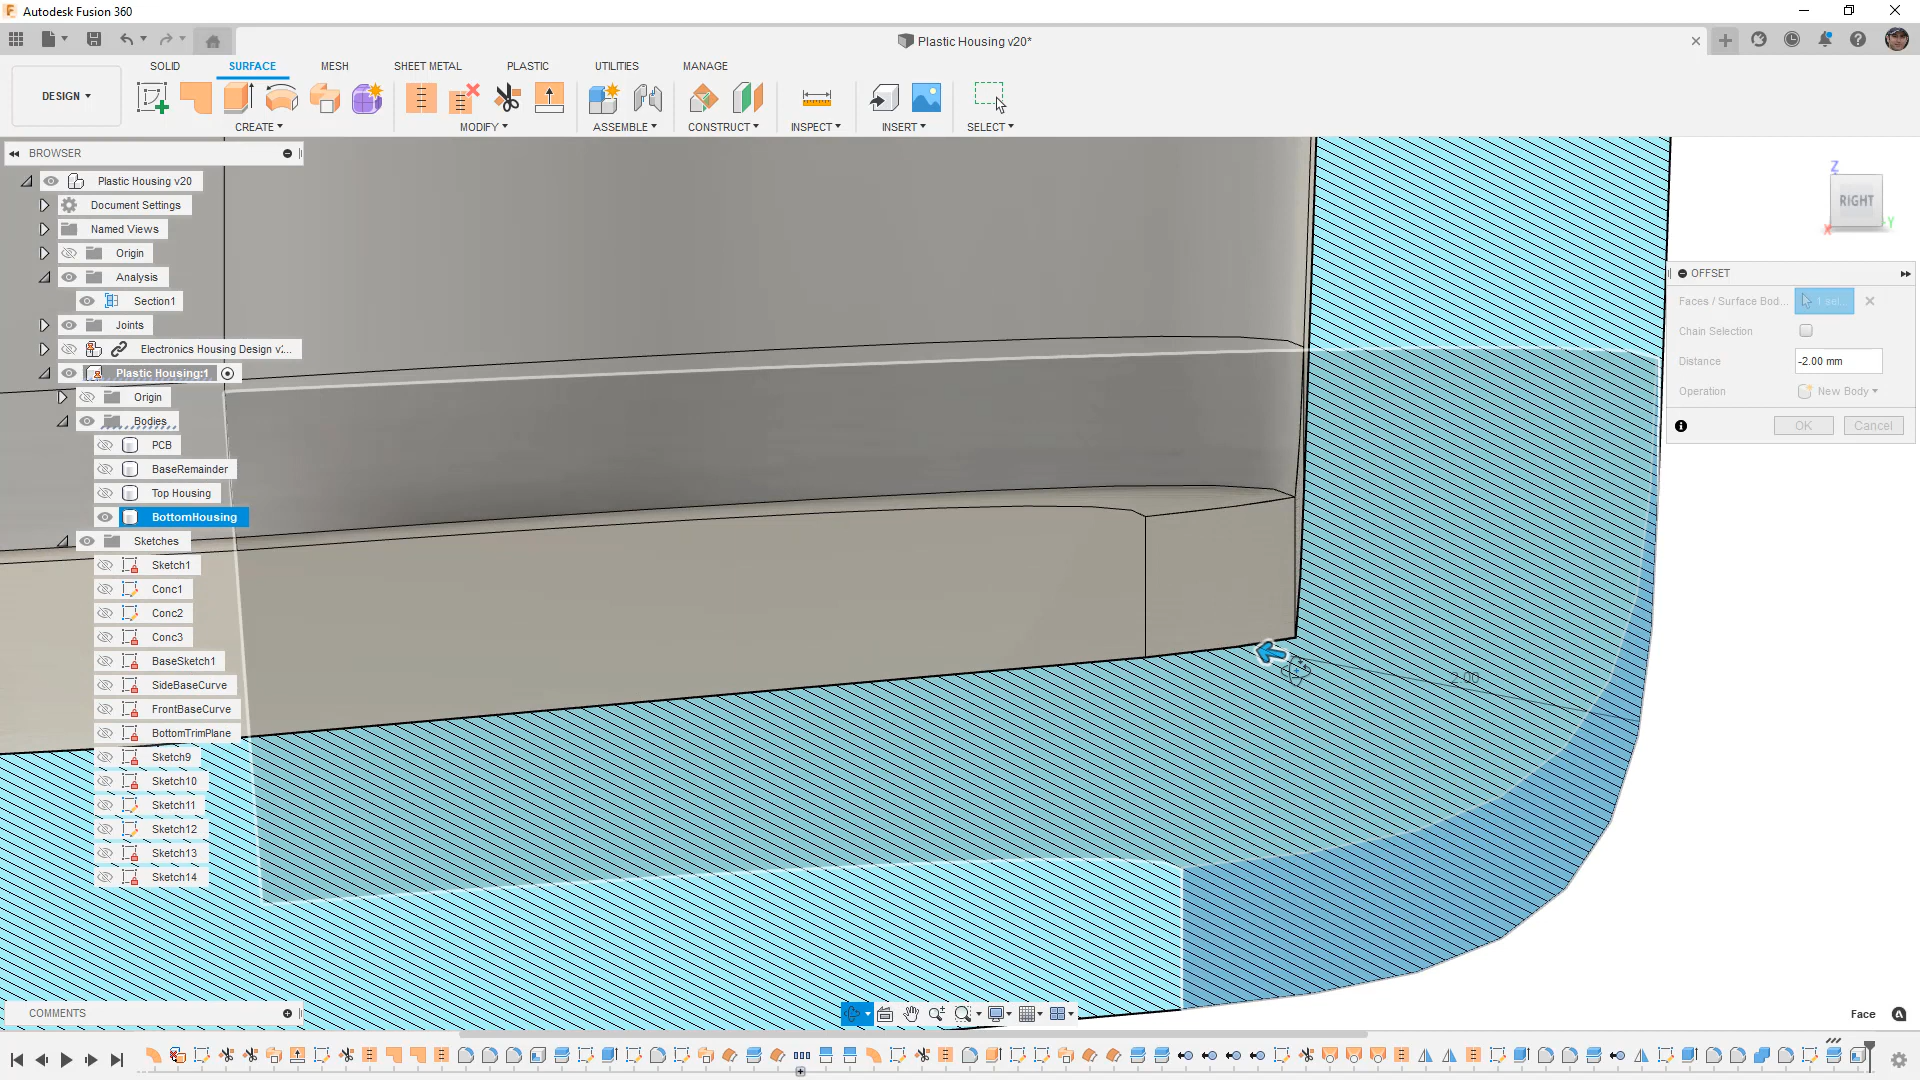 Autodesk Fusion 360
Plastic Housing v20*
SOLID
SURFACE
MESH
SHEET METAL
PLASTIC
UTILITIES
MANAGE
DESIGN
CREATE
MODIFY
ASSEMBLE
CONSTRUCT
INSPECT
INSERT
SELECT
BROWSER
Plastic Housing v20
Document Settings
Named Views
Origin
Analysis
Section1
Joints
Electronics Housing Design v:...
Plastic Housing:1
Origin
Bodies
PCB
BaseRemainder
Top Housing
BottomHousing
Sketches
Sketch1
Conc1
Conc2
Conc3
BaseSketch1
SideBaseCurve
FrontBaseCurve
BottomTrimPlane
Sketch9
Sketch10
Sketch11
Sketch12
Sketch13
Sketch14
Z
RIGHT
X
Y
OFFSET
Faces / Surface Bod...
1 sel...
Chain Selection
Distance
-2.00 mm
Operation
New Body
OK
Cancel
2.00
COMMENTS
Face